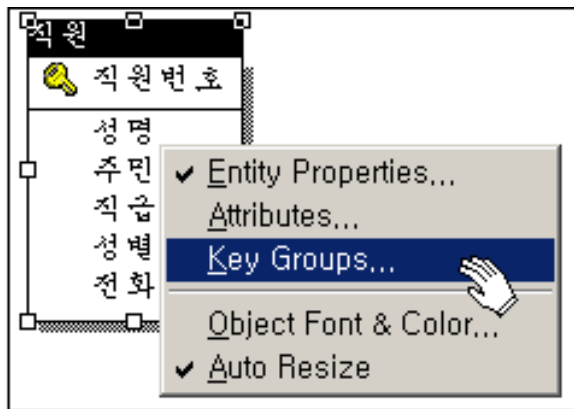 직원
직원번호
성명
주민
직급
성별
전화
Entity Properties...
Attributes...
Key Groups...
Object Font & Color...
Auto Resize